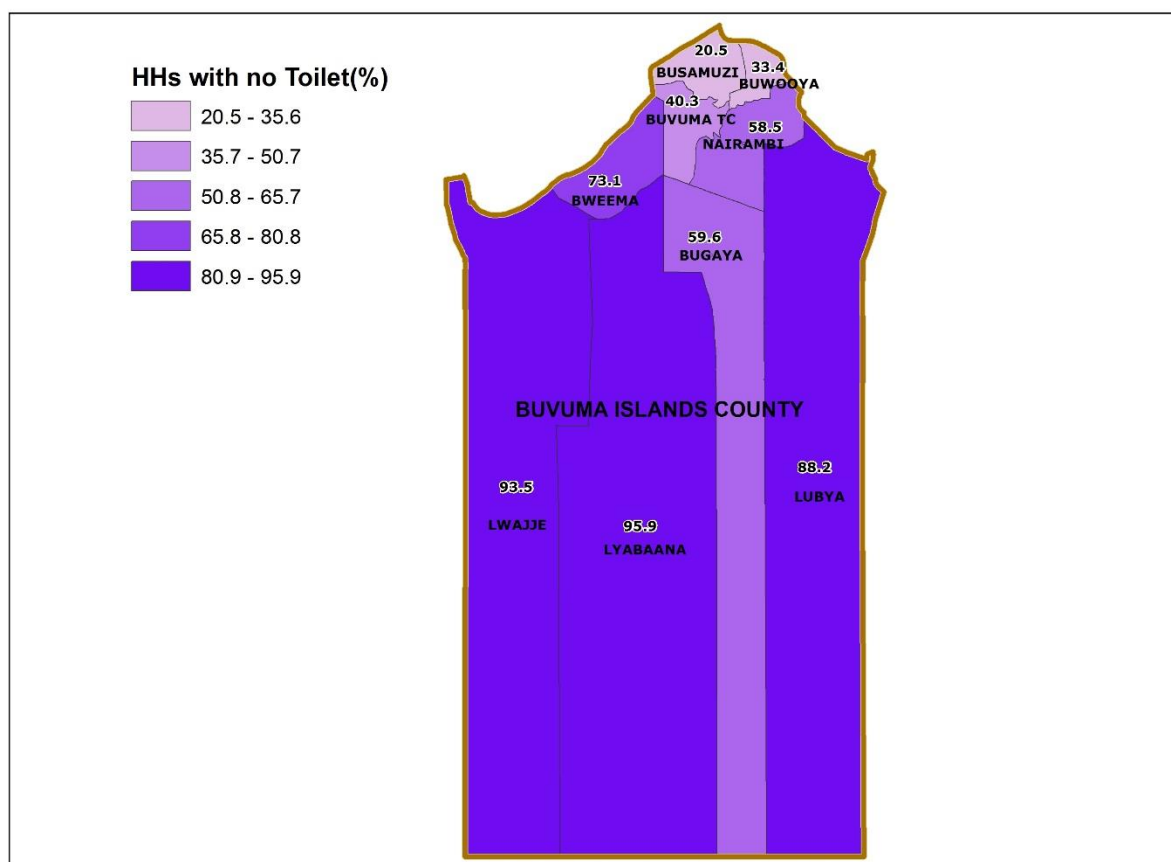 HHs with no Toilet(%)
20.5 - 35.6
35.7 - 50.7
50.8 - 65.7
65.8 - 80.8
80.9 - 95.9
20.5
BUSAMUZI
33.4
BUWOOYA
40.3
BUVUMA TC
58.5
NAIRAMBI
73.1
BWEEMA
59.6
BUGAYA
BUVUMA ISLANDS COUNTY
93.5
LWAJJE
95.9
LYABAANA
88.2
LUBYA